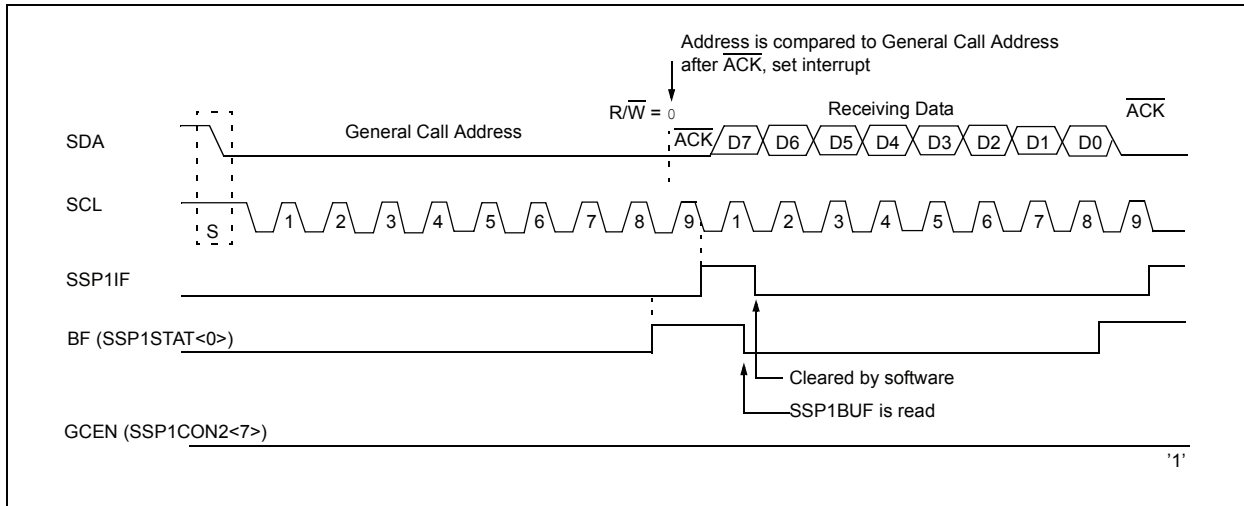 Address is compared to General Call Address
after ACK, set interrupt
R/W = 0
Receiving Data
ACK
SDA
General Call Address
ACK
D7 D6 D5 D4 D3 D2 D1 D0
SCL
S
1 2 3 4 5 6 7 8 9 1 2 3 4 5 6 7 8 9
SSP1IF
BF (SSP1STAT<0>)
Cleared by software
SSP1BUF is read
GCEN (SSP1CON2<7>)
’1’